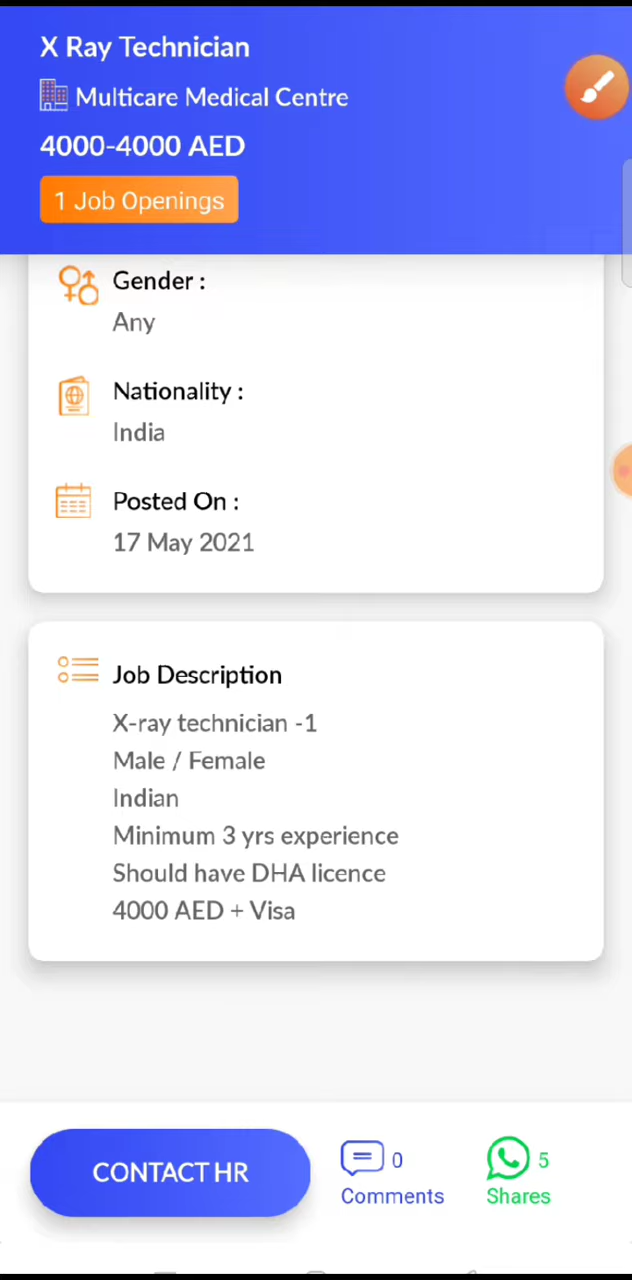 X Ray Technician
Multicare Medical Centre
4000-4000 AED
1 Job Openings
Gender :
Any
Nationality :
India
Posted On :
17 May 2021
Job Description
X-ray technician -1
Male / Female
Indian
Minimum 3 yrs experience
Should have DHA licence
4000 AED + Visa
CONTACT HR
0
Comments
5
Shares